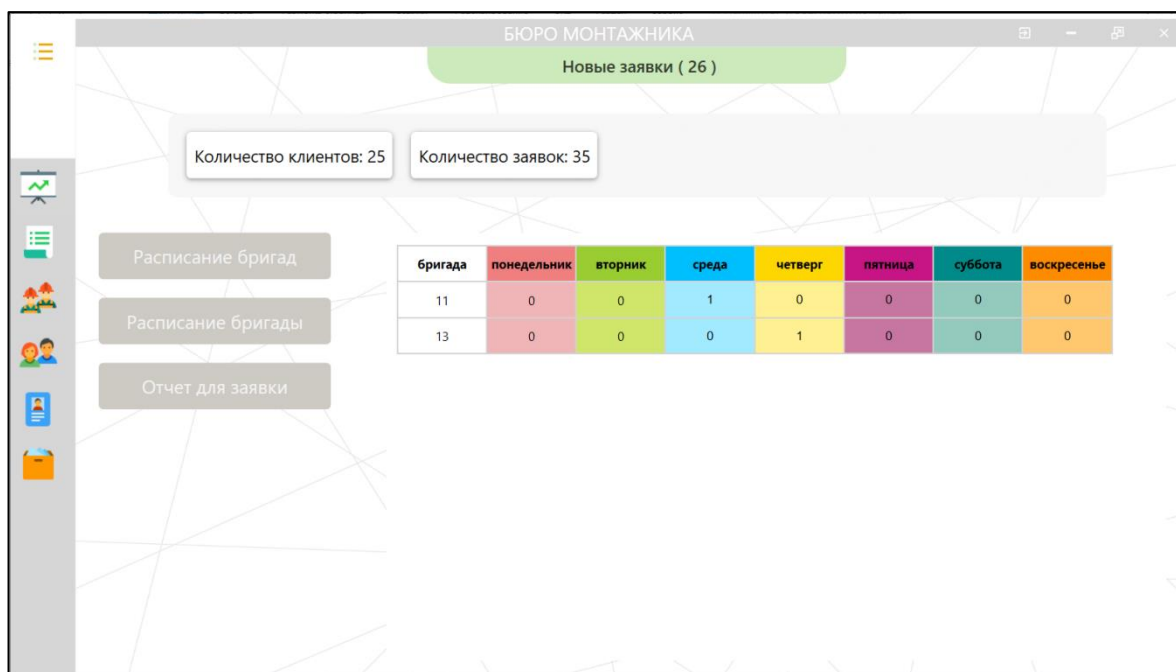 БЮРО МОНТАЖНИКА
Новые заявки ( 26 )
Количество клиентов: 25
Количество заявок: 35
Расписание бригад
Расписание бригады
Отчет для заявки
бригада понедельник вторник среда четверг пятница суббота воскресенье
11 0 0 1 0 0 0 0
13 0 0 0 1 0 0 0